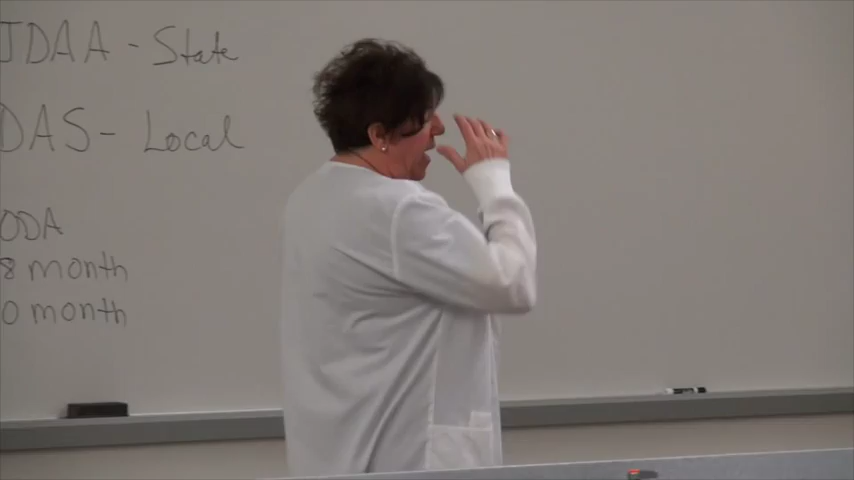 JDAA - State
DAS - Local
ODA
8 month
0 month